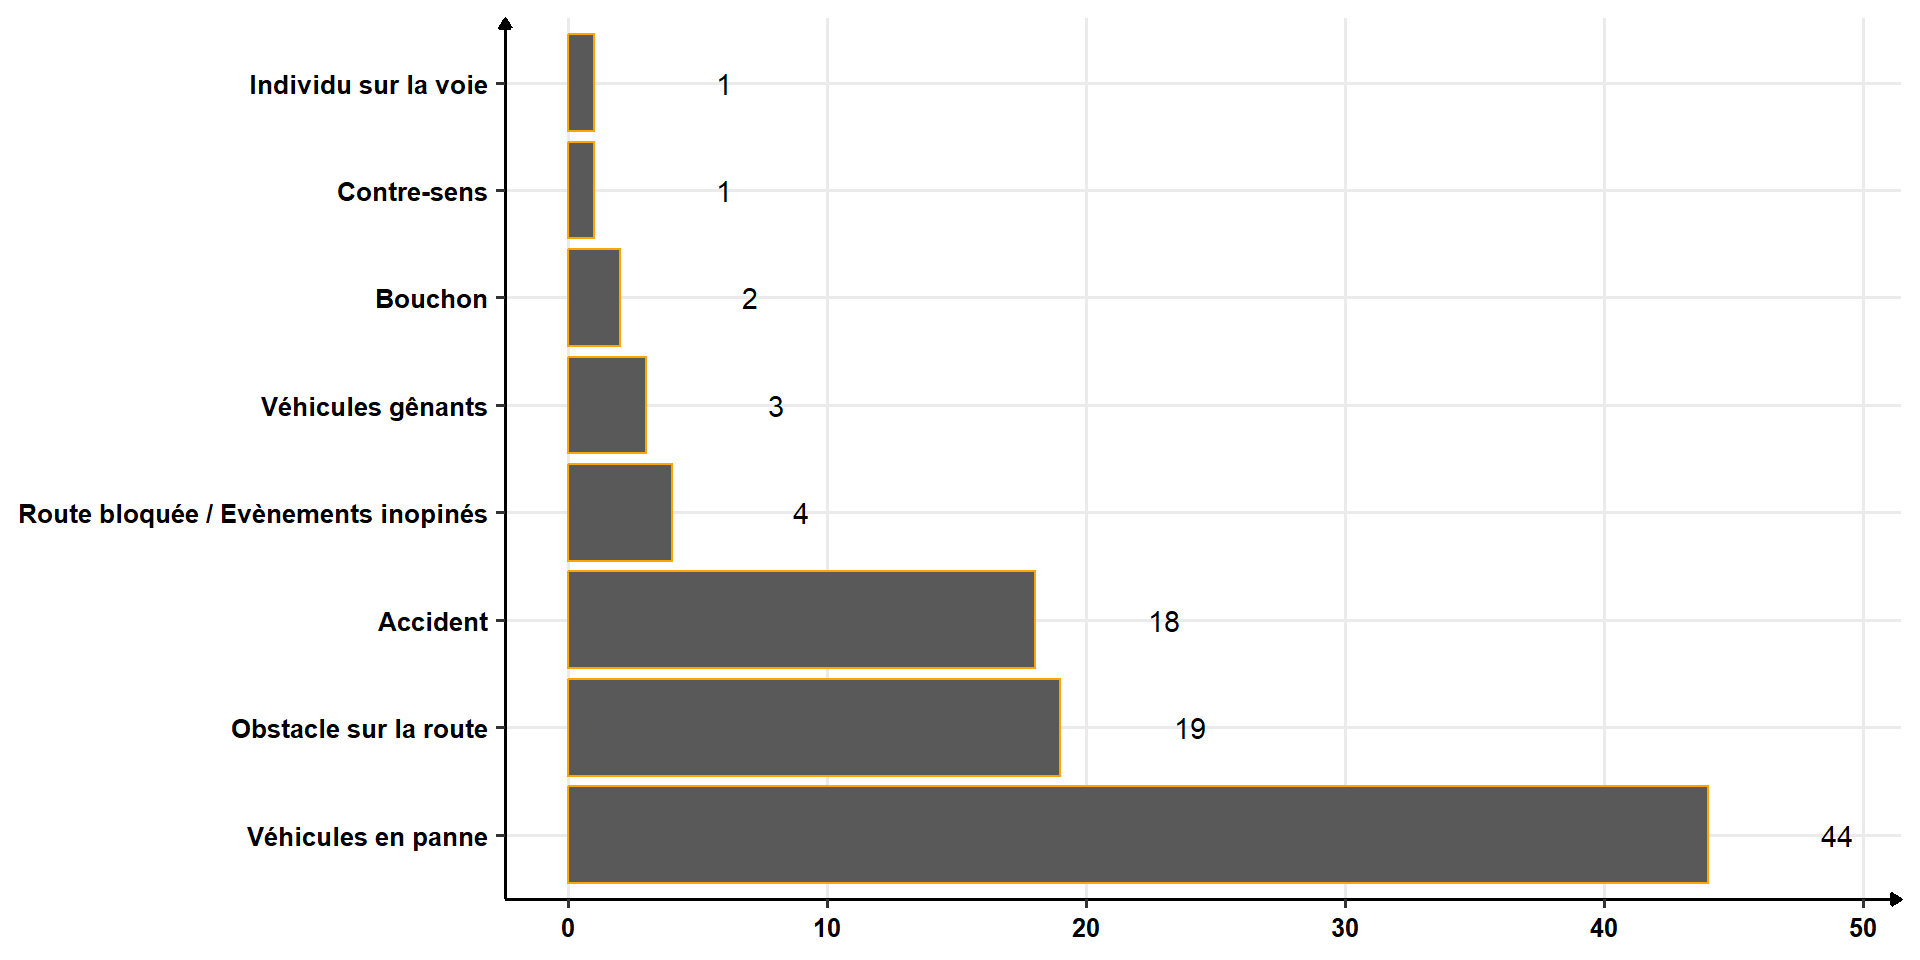 Individu sur la voie 1
Contre-sens 1
Bouchon 2
Véhicules gênants 3
Route bloquée / Evènements inopinés 4
Accident 18
Obstacle sur la route 19
Véhicules en panne 44
0 10 20 30 40 50